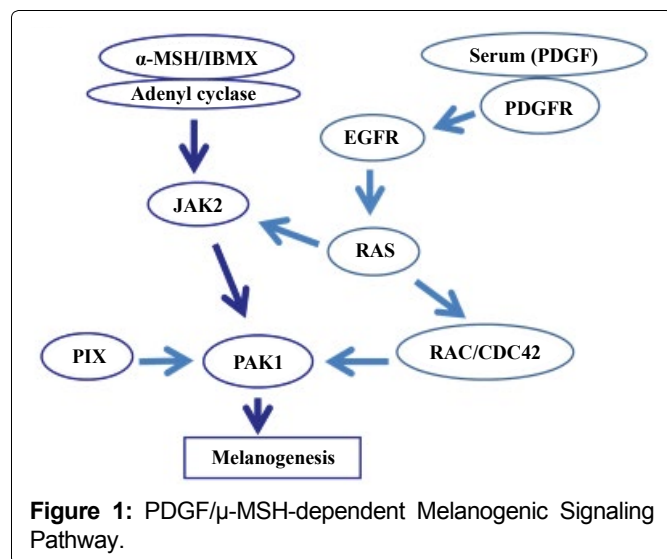 α-MSH/IBMX
Adenyl cyclase
Serum (PDGF)
PDGFR
EGFR
JAK2
RAS
PIX
PAK1
RAC/CDC42
Melanogenesis
Figure 1: PDGF/μ-MSH-dependent Melanogenic Signaling
Pathway.